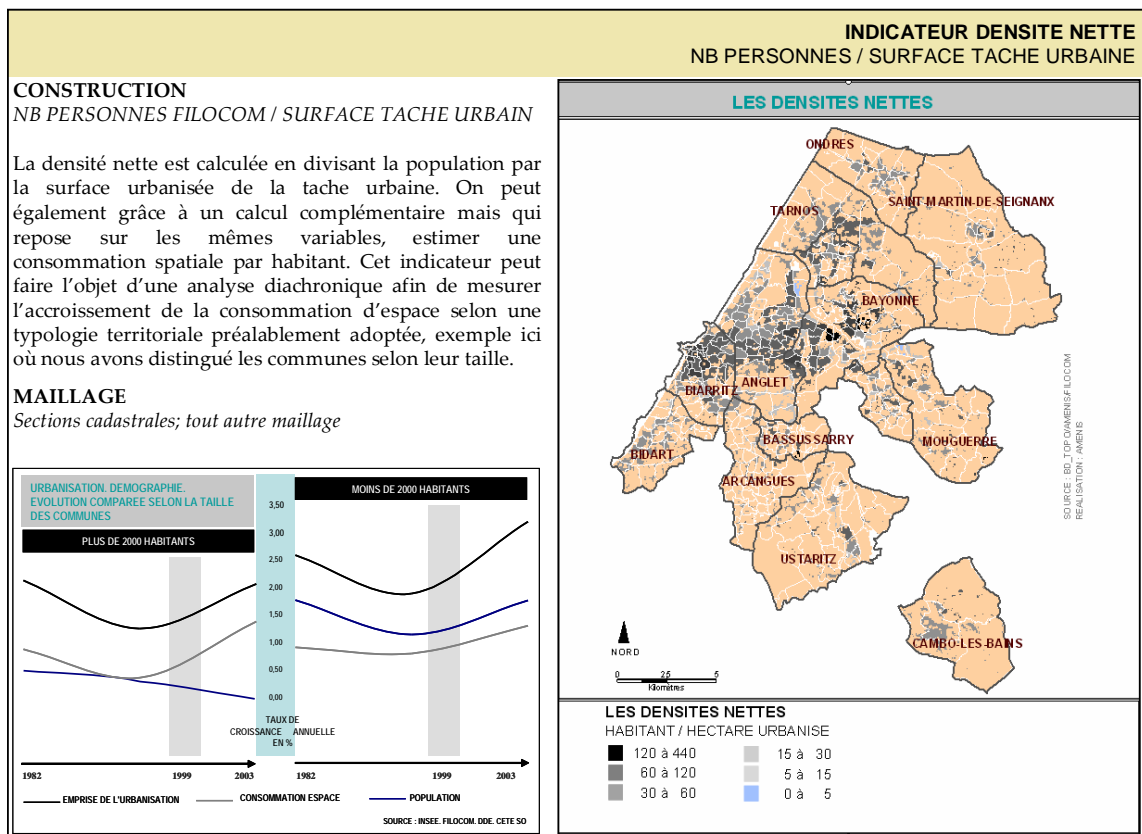 INDICATEUR DENSITE NETTE
NB PERSONNES / SURFACE TACHE URBAINE
CONSTRUCTION
NB PERSONNES FILOCOM / SURFACE TACHE URBAIN
La densité nette est calculée en divisant la population par
la surface urbanisée de la tache urbaine. On peut
également grâce à un calcul complémentaire mais qui
repose sur les mêmes variables, estimer une
consommation spatiale par habitant. Cet indicateur peut
faire l'objet d'une analyse diachronique afin de mesurer
l'accroissement de la consommation d'espace selon une
typologie territoriale préalablement adoptée, exemple ici
où nous avons distingué les communes selon leur taille.
MAILLAGE
Sections cadastrales; tout autre maillage
URBANISATION. DEMOGRAPHIE.
EVOLUTION COMPAREE SELON LA TAILLE
DES COMMUNES
PLUS DE 2000 HABITANTS
MOINS DE 2000 HABITANTS
3,50
3,00
2,50
2,00
1,50
1,00
0,50
0,00
TAUX DE
CROISSANCE ANNUELLE
EN %
1982 1999 2003
1982 1999 2003
EMPRISE DE L'URBANISATION CONSOMMATION ESPACE POPULATION
SOURCE : INSEE. FILOCOM. DDE. CETE SO
LES DENSITES NETTES
ONDRES
SAINT-MARTIN-DE-SEIGNANX
TARNOS
BAYONNE
ANGLET
BIARRITZ
BIDART
BASSUSSARRY
MOUGUERRE
ARCANGUES
USTARITZ
CAMBO-LES-BAINS
SOURCE : BD_TOPO/AMENIS/FILOCOM
REALISATION : AMENIS
NORD
0 2,5 5
Kilomètres
LES DENSITES NETTES
HABITANT / HECTARE URBANISE
120 à 440
60 à 120
30 à 60
15 à 30
5 à 15
0 à 5